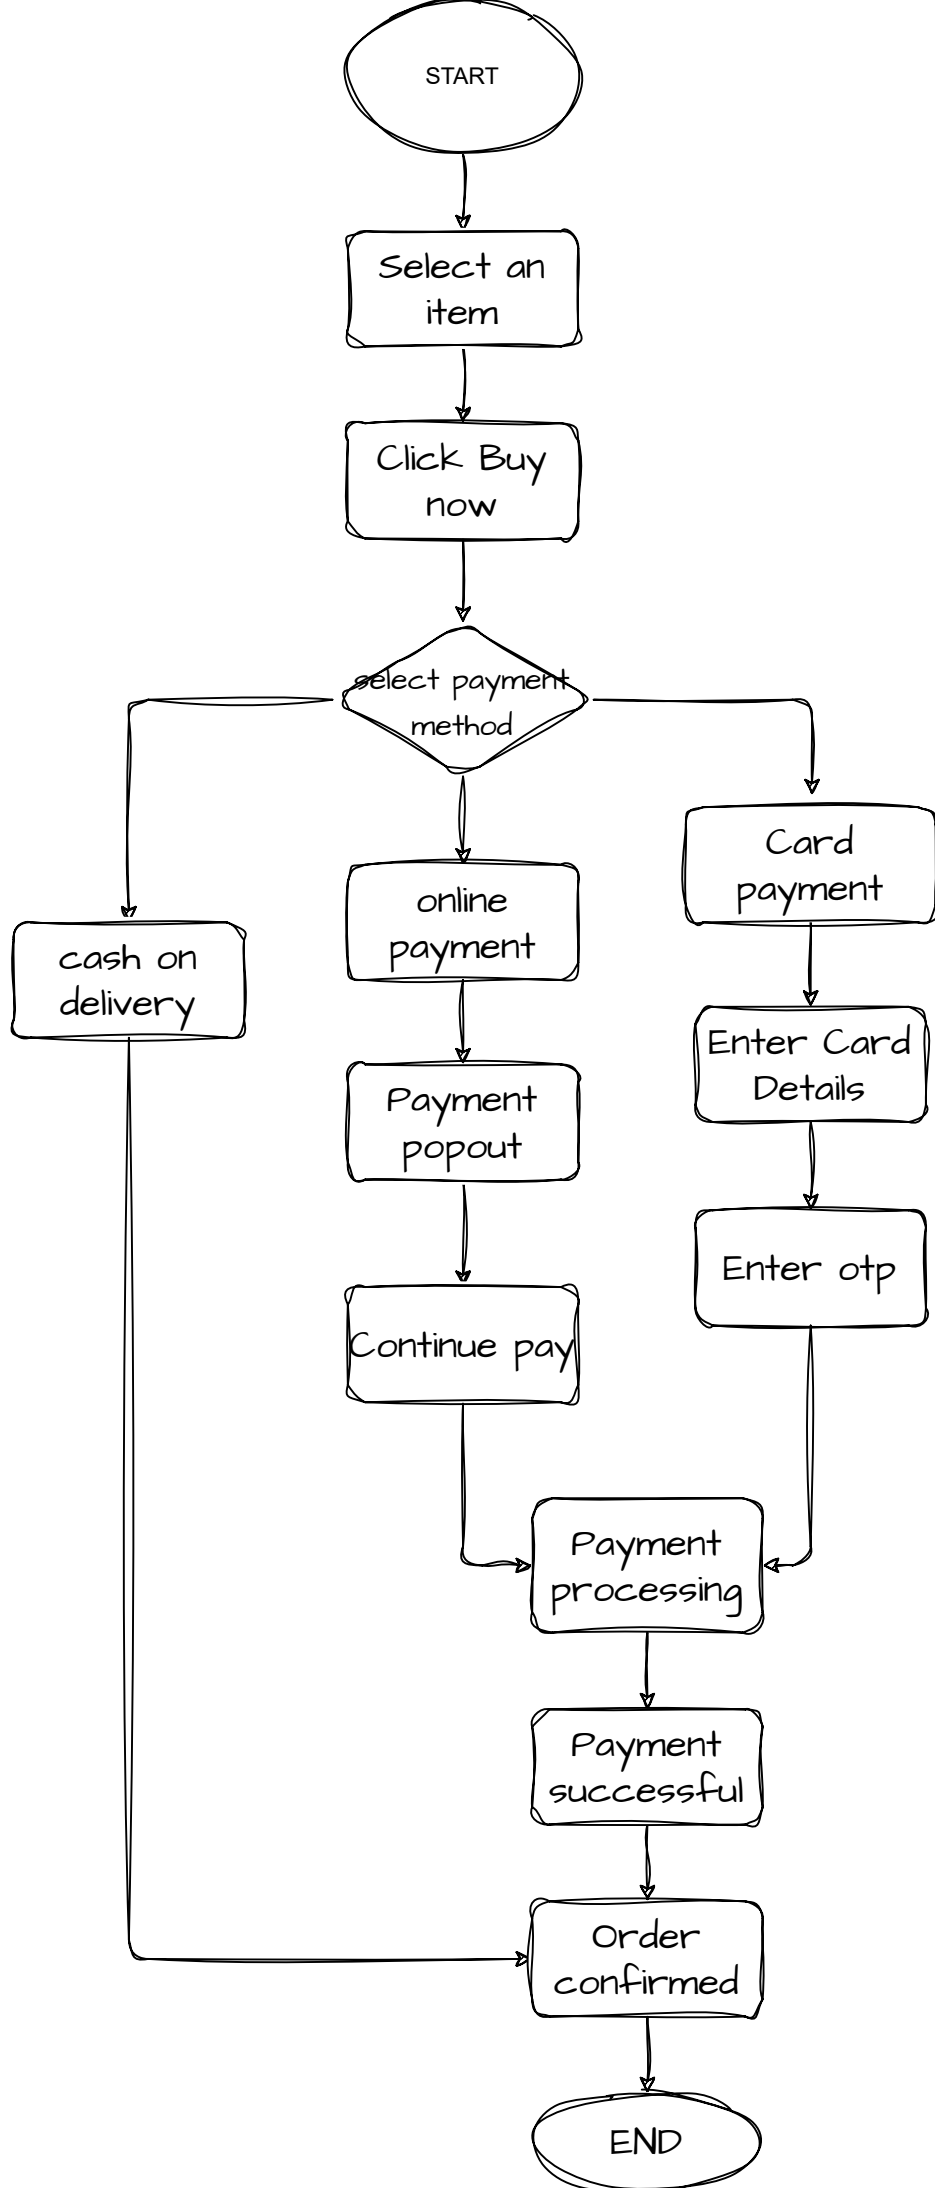 START
Select an
item
Click Buy
now
select payment
method
cash on
delivery
online
payment
Payment
popout
Continue pay
Card
payment
Enter Card
Details
Enter otp
Payment
processing
Payment
successful
Order
confirmed
END